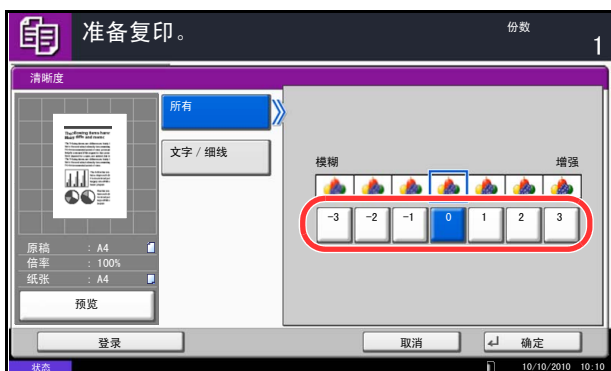 准备复印。
份数
1
清晰度
所有
文字 / 细线
模糊
增强
-3 -2 -1 0 1 2 3
原稿 : A4
倍率 : 100%
纸张 : A4
预览
登录
取消
确定
状态
10/10/2010 10:10